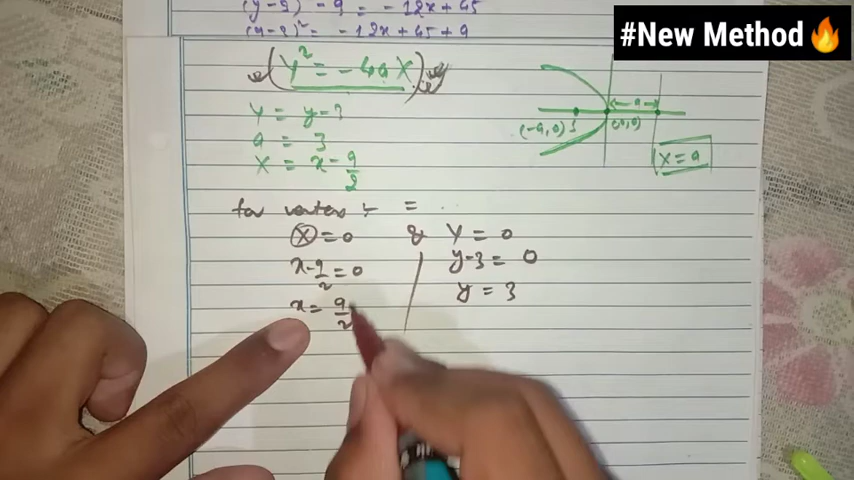 (y-3)² - 9 = -12x + 45
(y-3)² = -12x + 45 + 9
#New Method🔥
(Y² = -4aX)
Y = y-3
a = 3
X = x - 9/2
a
(-a,0)
(0,0)
X = a
for vertex :- =
X = 0 & Y = 0
x - 9/2 = 0 y-3 = 0
x = 9/2 y = 3